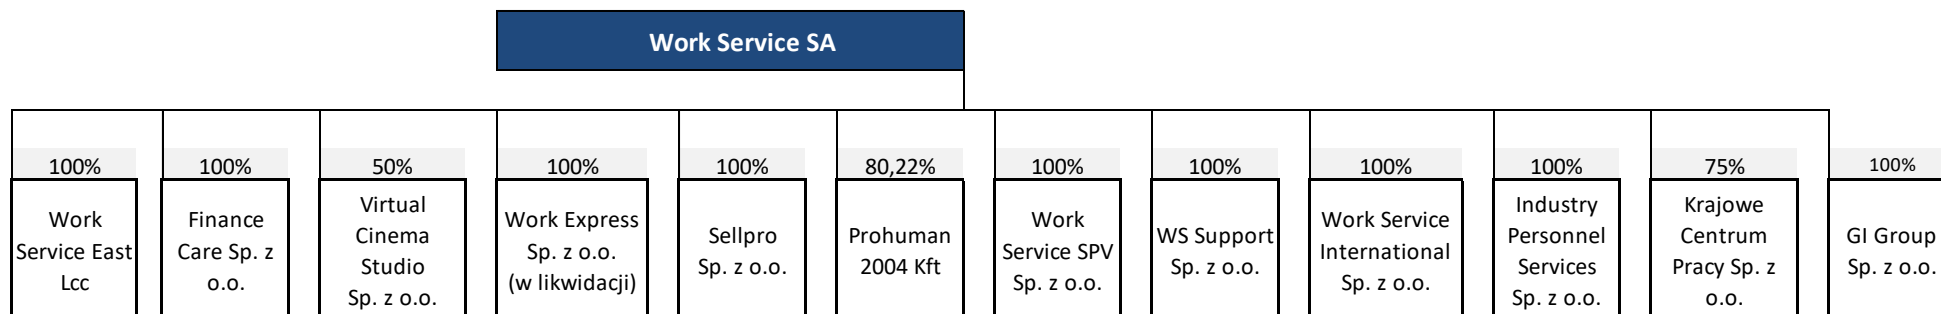 Work Service SA
100%
100%
50%
100%
100%
80,22%
100%
100%
100%
100%
75%
100%
Work
Service East
Lcc
Finance
Care Sp. z
o.o.
Virtual
Cinema
Studio
Sp. z o.o.
Work Express
Sp. z o.o.
(w likwidacji)
Sellpro
Sp. z o.o.
Prohuman
2004 Kft
Work
Service SPV
Sp. z o.o.
WS Support
Sp. z o.o.
Work Service
International
Sp. z o.o.
Industry
Personnel
Services
Sp. z o.o.
Krajowe
Centrum
Pracy Sp. z
o.o.
GI Group
Sp. z o.o.